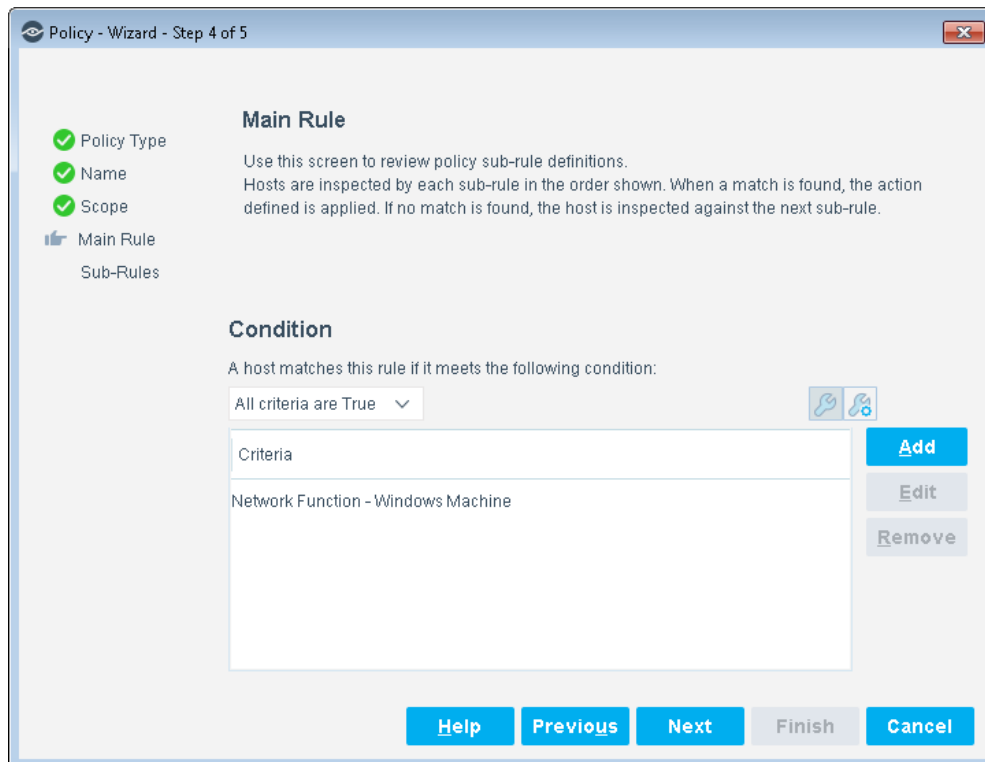 Policy - Wizard - Step 4 of 5
Policy Type
Name
Scope
Main Rule
Sub-Rules
Main Rule
Use this screen to review policy sub-rule definitions.
Hosts are inspected by each sub-rule in the order shown. When a match is found, the action
defined is applied. If no match is found, the host is inspected against the next sub-rule.
Condition
A host matches this rule if it meets the following condition:
All criteria are True
Criteria
Network Function - Windows Machine
Add
Edit
Remove
Help
Previous
Next
Finish
Cancel